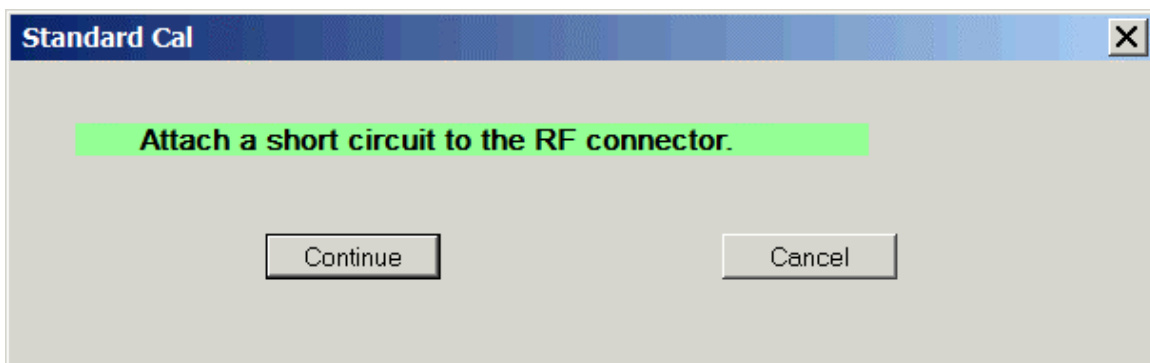 Standard Cal
Attach a short circuit to the RF connector.
Continue
Cancel